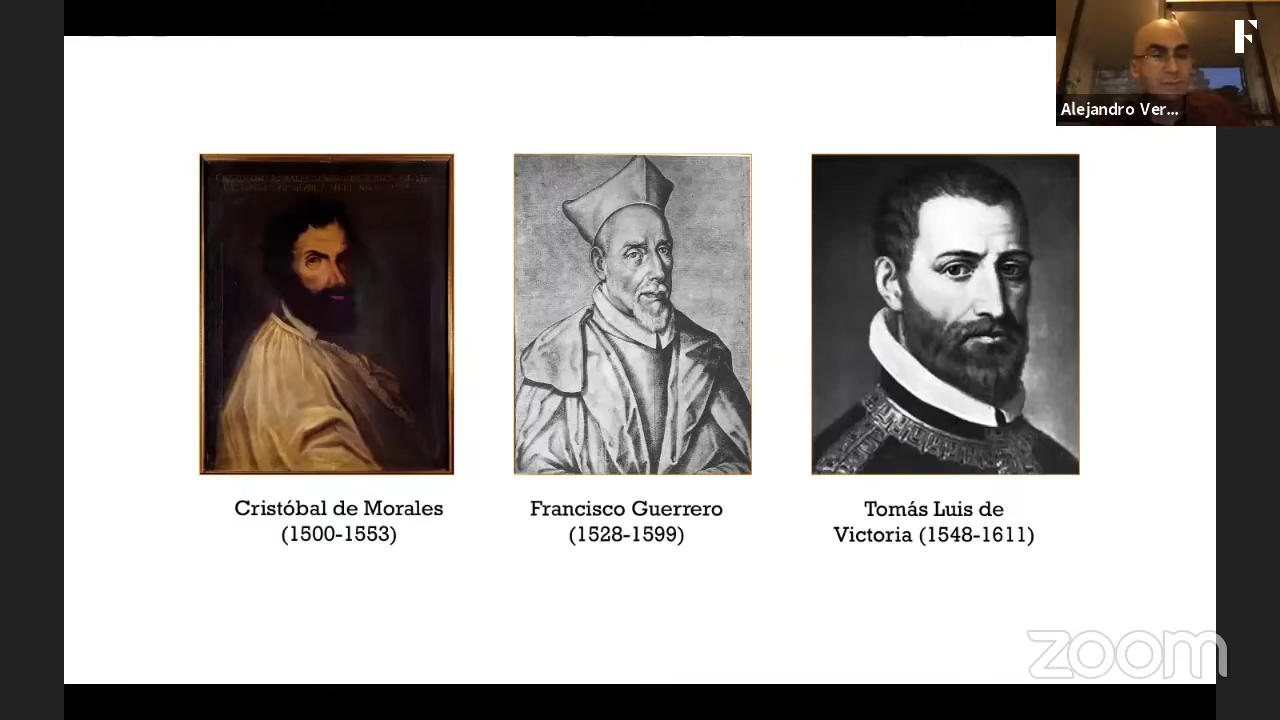 Alejandro Ver...
Cristóbal de Morales
(1500-1553)
Francisco Guerrero
(1528-1599)
Tomás Luis de
Victoria (1548-1611)
zoom